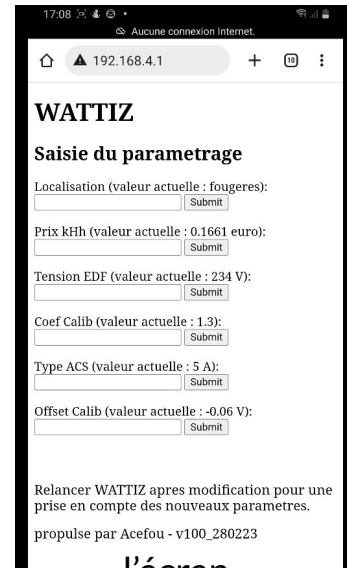 17:08
Aucune connexion Internet.
192.168.4.1
10
WATTIZ
Saisie du parametrage
Localisation (valeur actuelle : fougeres):
Submit
Prix kHh (valeur actuelle : 0.1661 euro):
Submit
Tension EDF (valeur actuelle : 234 V):
Submit
Coef Calib (valeur actuelle : 1.3):
Submit
Type ACS (valeur actuelle : 5 A):
Submit
Offset Calib (valeur actuelle : -0.06 V):
Submit
Relancer WATTIZ apres modification pour une
prise en compte des nouveaux parametres.
propulse par Acefou - v100_280223
l'écran